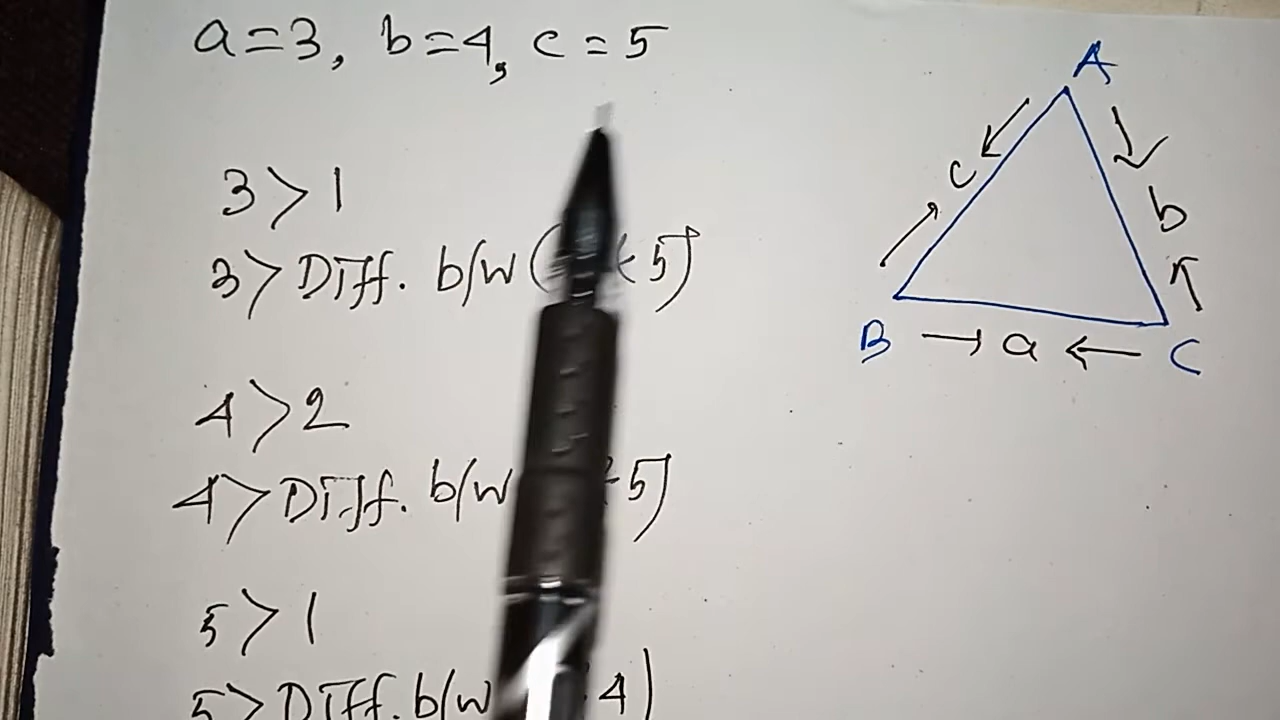 a=3, b=4, c=5
3>1
3> Diff. b/w ( 5)
4>2
4> Diff. b/w 5)
5>1
5> Diff. b/w 4)
A
c
b
B → a ← C